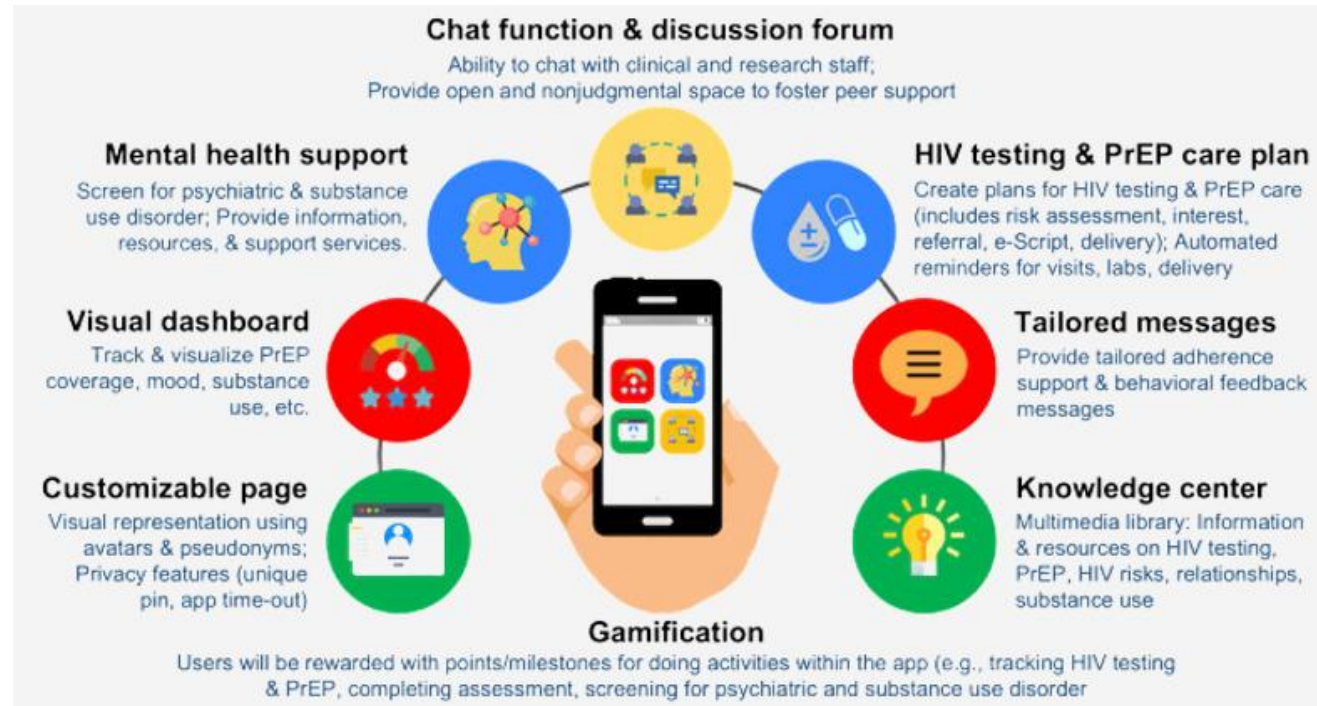 Chat function & discussion forum
Ability to chat with clinical and research staff;
Provide open and nonjudgmental space to foster peer support
Mental health support
Screen for psychiatric & substance
use disorder; Provide information,
resources, & support services.
HIV testing & PrEP care plan
Create plans for HIV testing & PrEP care
(includes risk assessment, interest,
referral, e-Script, delivery); Automated
reminders for visits, labs, delivery
Visual dashboard
Track & visualize PrEP
coverage, mood, substance
use, etc.
Tailored messages
Provide tailored adherence
support & behavioral feedback
messages
Customizable page
Visual representation using
avatars & pseudonyms;
Privacy features (unique
pin, app time-out)
Knowledge center
Multimedia library: Information
& resources on HIV testing,
PrEP, HIV risks, relationships,
substance use
Gamification
Users will be rewarded with points/milestones for doing activities within the app (e.g., tracking HIV testing
& PrEP, completing assessment, screening for psychiatric and substance use disorder